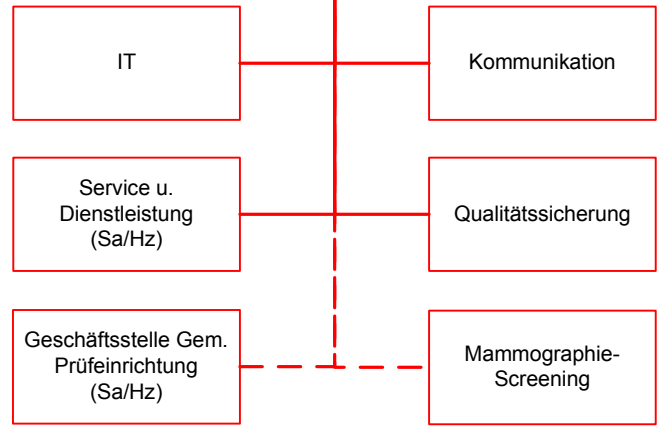 IT
Kommunikation
Service u.
Dienstleistung
(Sa/Hz)
Qualitätssicherung
Geschäftsstelle Gem.
Prüfeinrichtung
(Sa/Hz)
Mammographie-
Screening